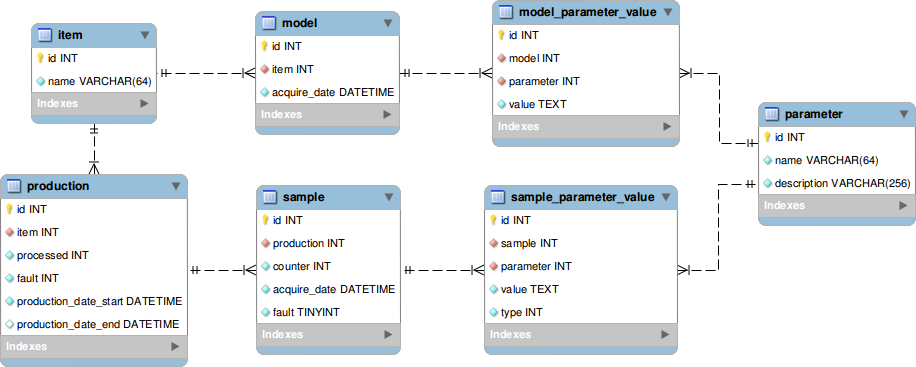 item
id INT
name VARCHAR(64)
Indexes
model
id INT
item INT
acquire_date DATETIME
Indexes
model_parameter_value
id INT
model INT
parameter INT
value TEXT
Indexes
parameter
id INT
name VARCHAR(64)
description VARCHAR(256)
Indexes
production
id INT
item INT
processed INT
fault INT
production_date_start DATETIME
production_date_end DATETIME
Indexes
sample
id INT
production INT
counter INT
acquire_date DATETIME
fault TINYINT
Indexes
sample_parameter_value
id INT
sample INT
parameter INT
value TEXT
type INT
Indexes